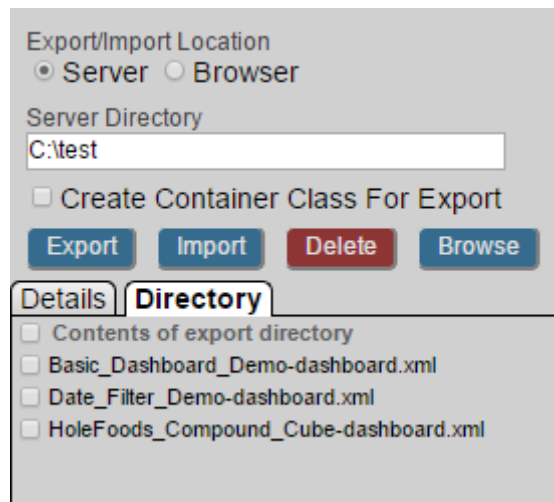 Export/Import Location
Server Browser
Server Directory
C:\test
Create Container Class For Export
Export Import Delete Browse
Details Directory
Contents of export directory
Basic_Dashboard_Demo-dashboard.xml
Date_Filter_Demo-dashboard.xml
HoleFoods_Compound_Cube-dashboard.xml